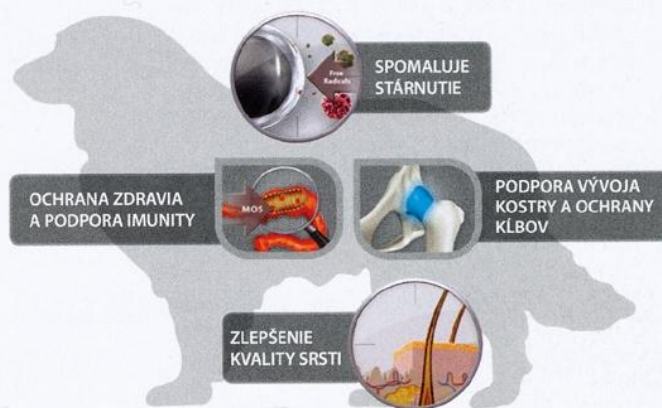 Free
Radicals
SPOMALUJE
STÁRNUTIE
OCHRANA ZDRAVIA
A PODPORA IMUNITY
MOS
PODPORA VÝVOJA
KOSTRY A OCHRANY
KĹBOV
ZLEPŠENIE
KVALITY SRSTI